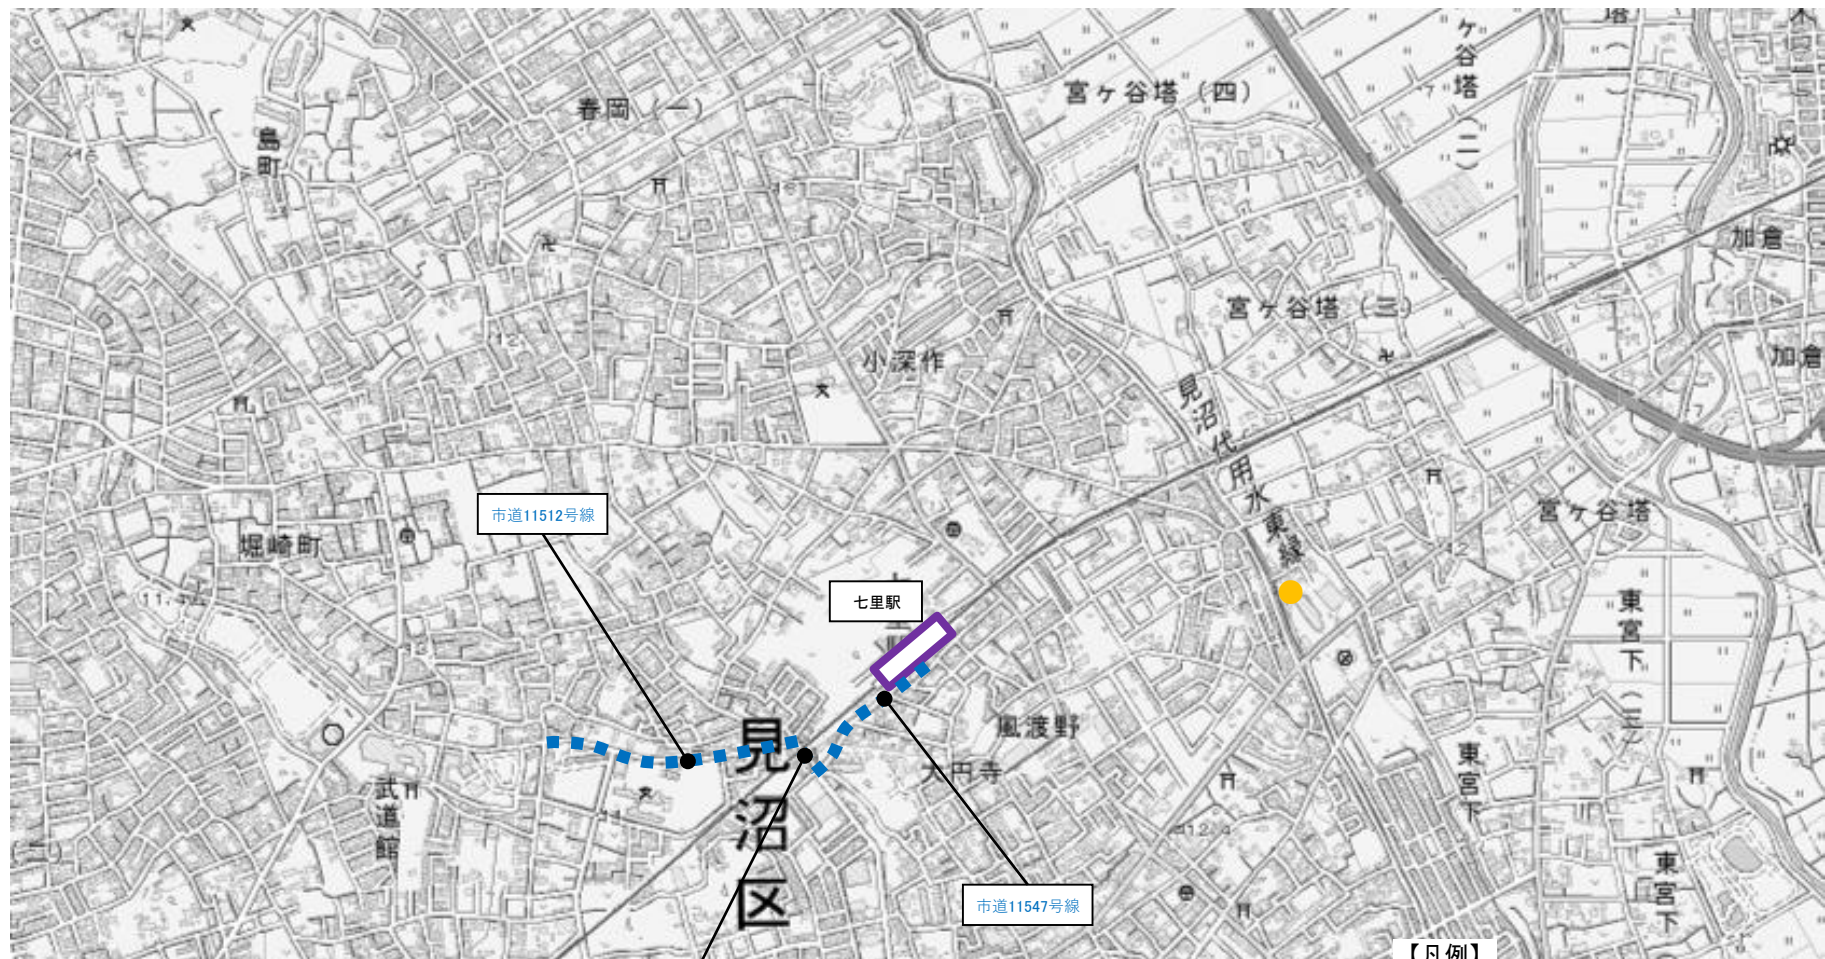 春岡（一）
宮ヶ谷塔（四）
ヶ谷塔（二）
島町
加倉
宮ヶ谷塔（三）
小深作
加倉
見沼代用水東縁
市道11512号線
堀崎町
宮ヶ谷塔
七里駅
東宮下（三）
風渡野
大円寺
見沼区
武道館
東宮下
東宮下
市道11547号線
【凡例】